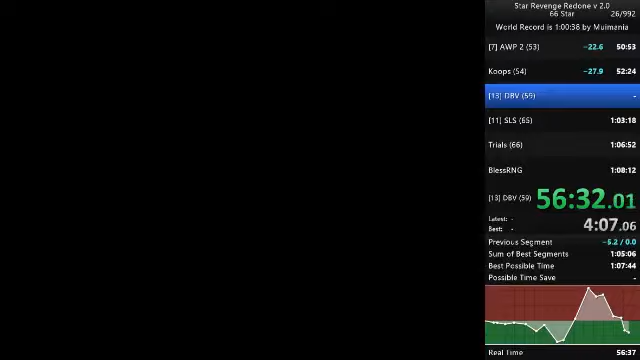 Star Revenge Redone v 2.0
66 Star 26/992
World Record is 1:00:38 by Muimania
[7] AWP 2 (53) −22.6 50:53
Koops (54) −27.9 52:24
[13] DBV (59) -
[11] SLS (65) 1:03:18
Trials (66) 1:06:52
BlessRNG 1:08:12
[13] DBV (59) 56:32.01
Latest: -
Best: - 4:07.06
Previous Segment −5.2 / 0.0
Sum of Best Segments 1:05:06
Best Possible Time 1:07:44
Possible Time Save -
Real Time 56:37